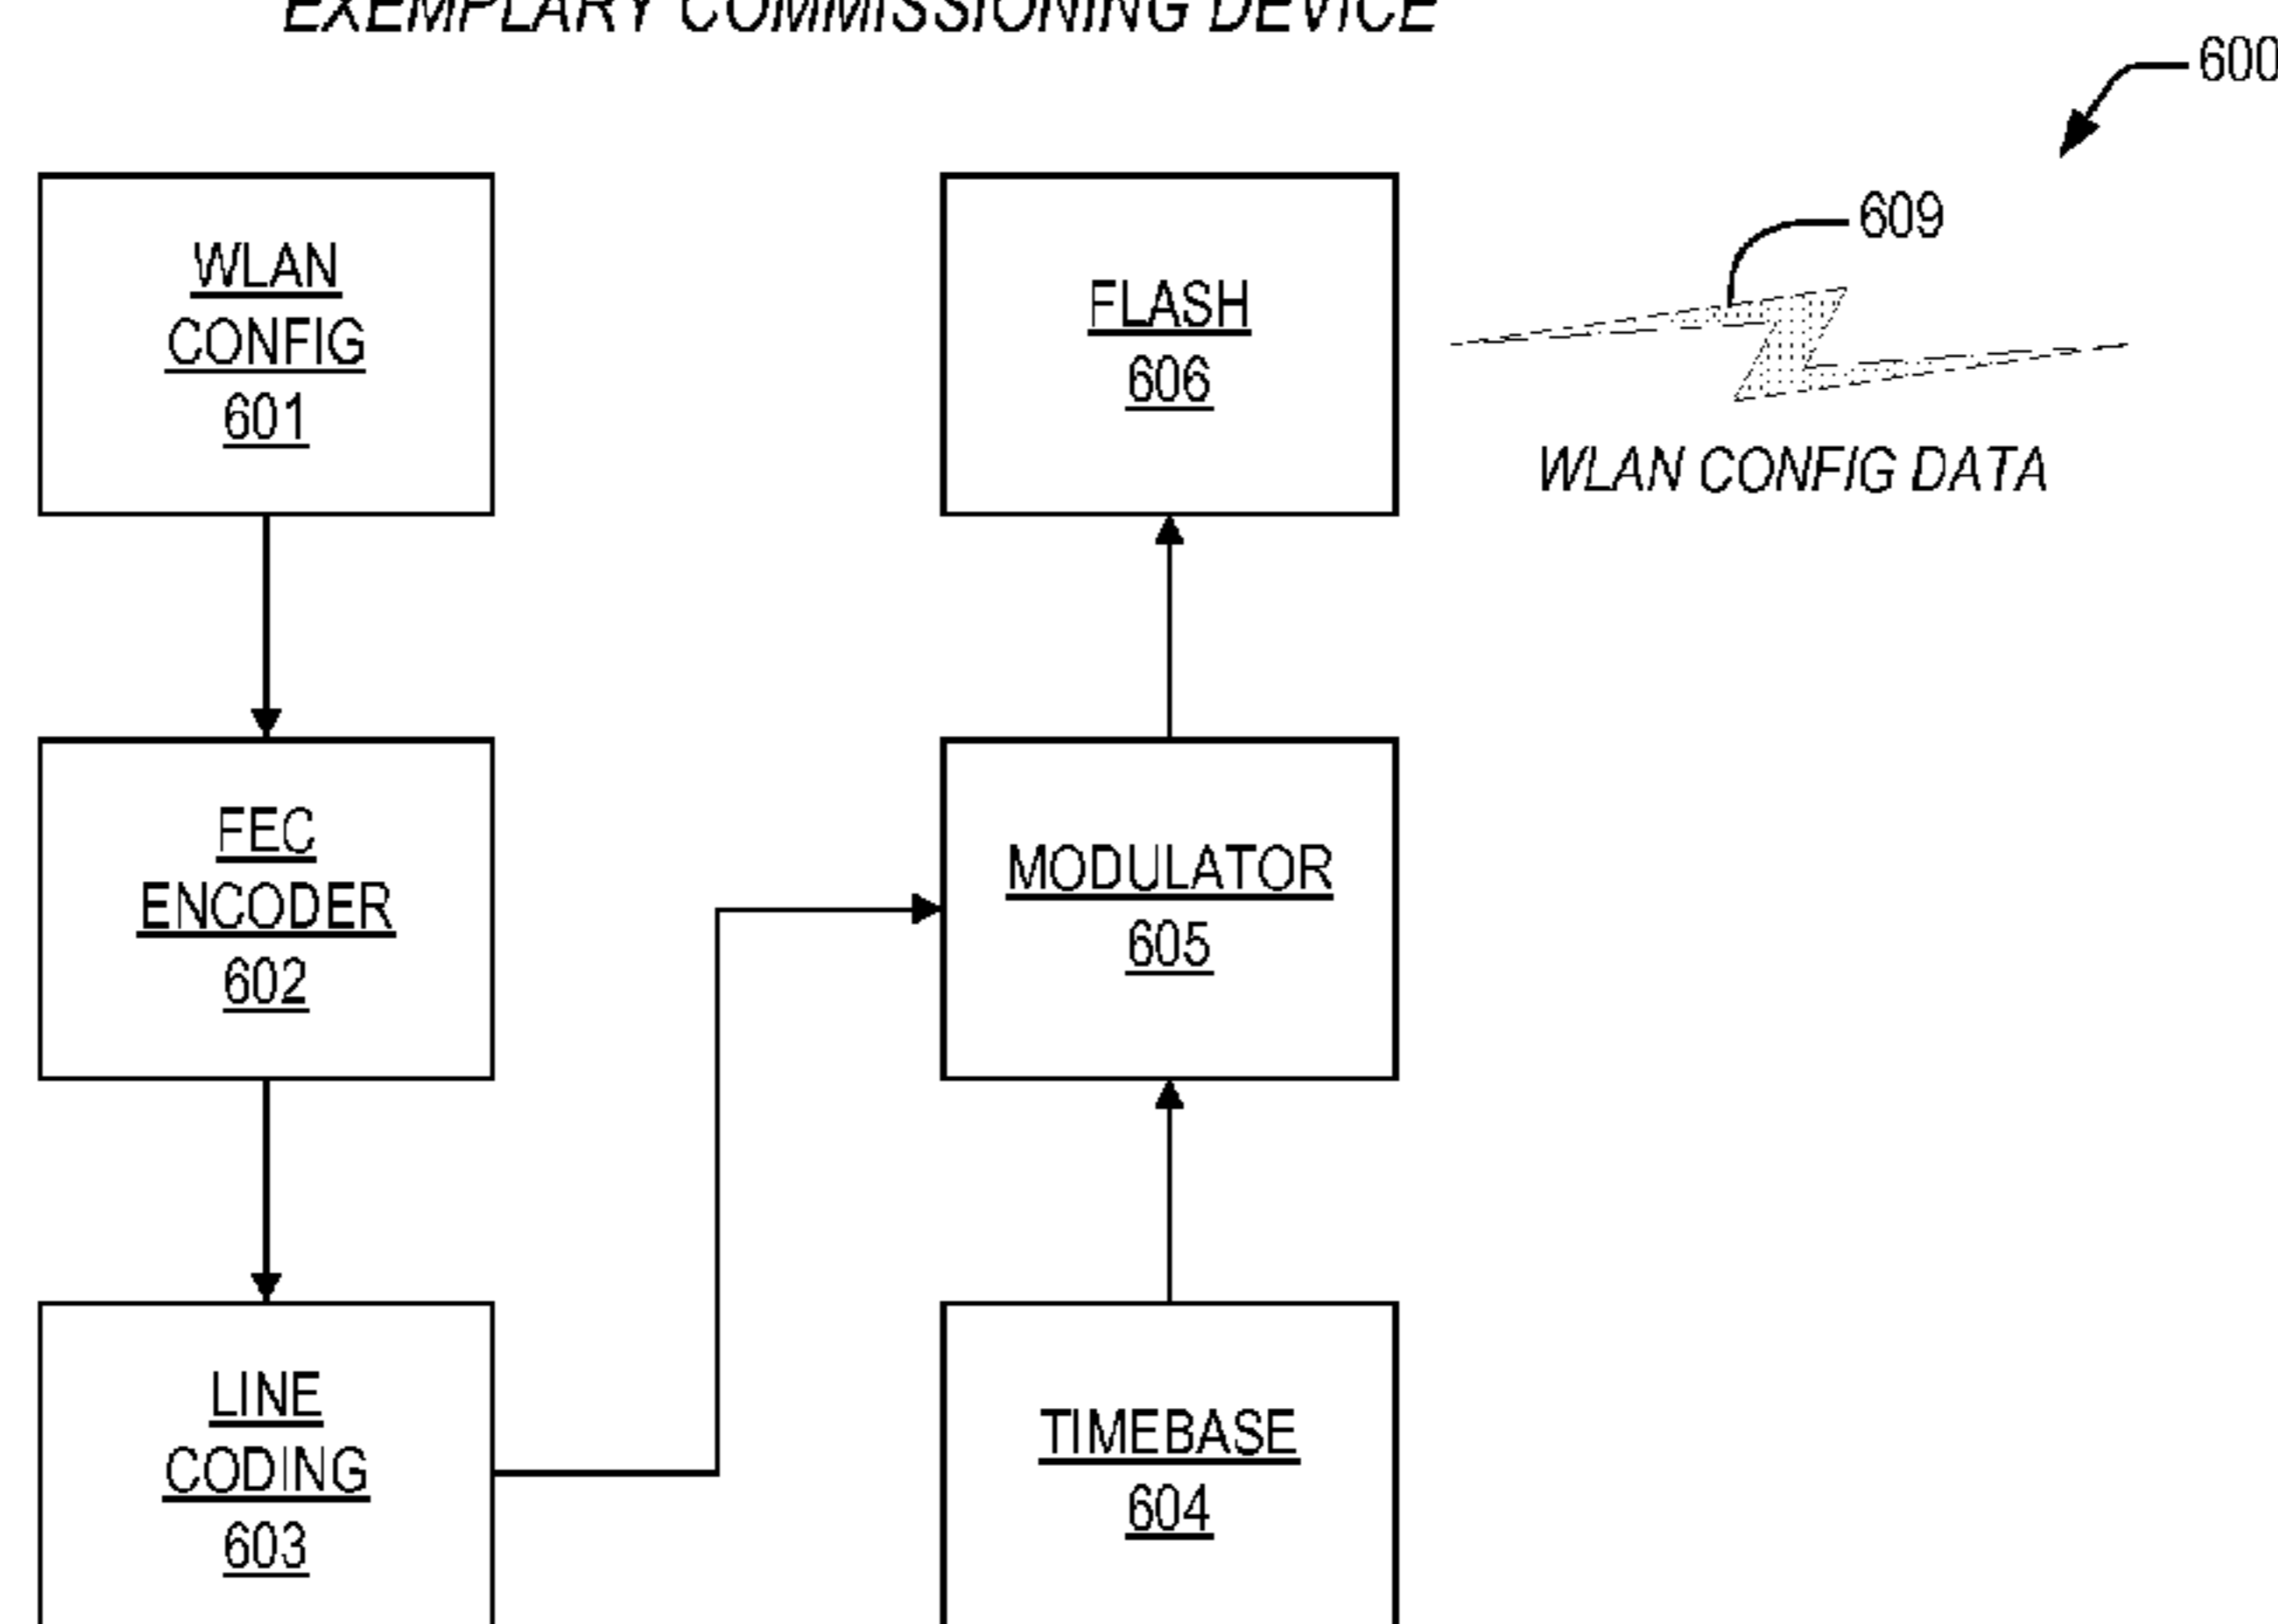 EXEMPLARY COMMISSIONING DEVICE
600
609
WLAN
CONFIG
601
FLASH
606
WLAN CONFIG DATA
FEC
ENCODER
602
MODULATOR
605
LINE
CODING
603
TIMEBASE
604